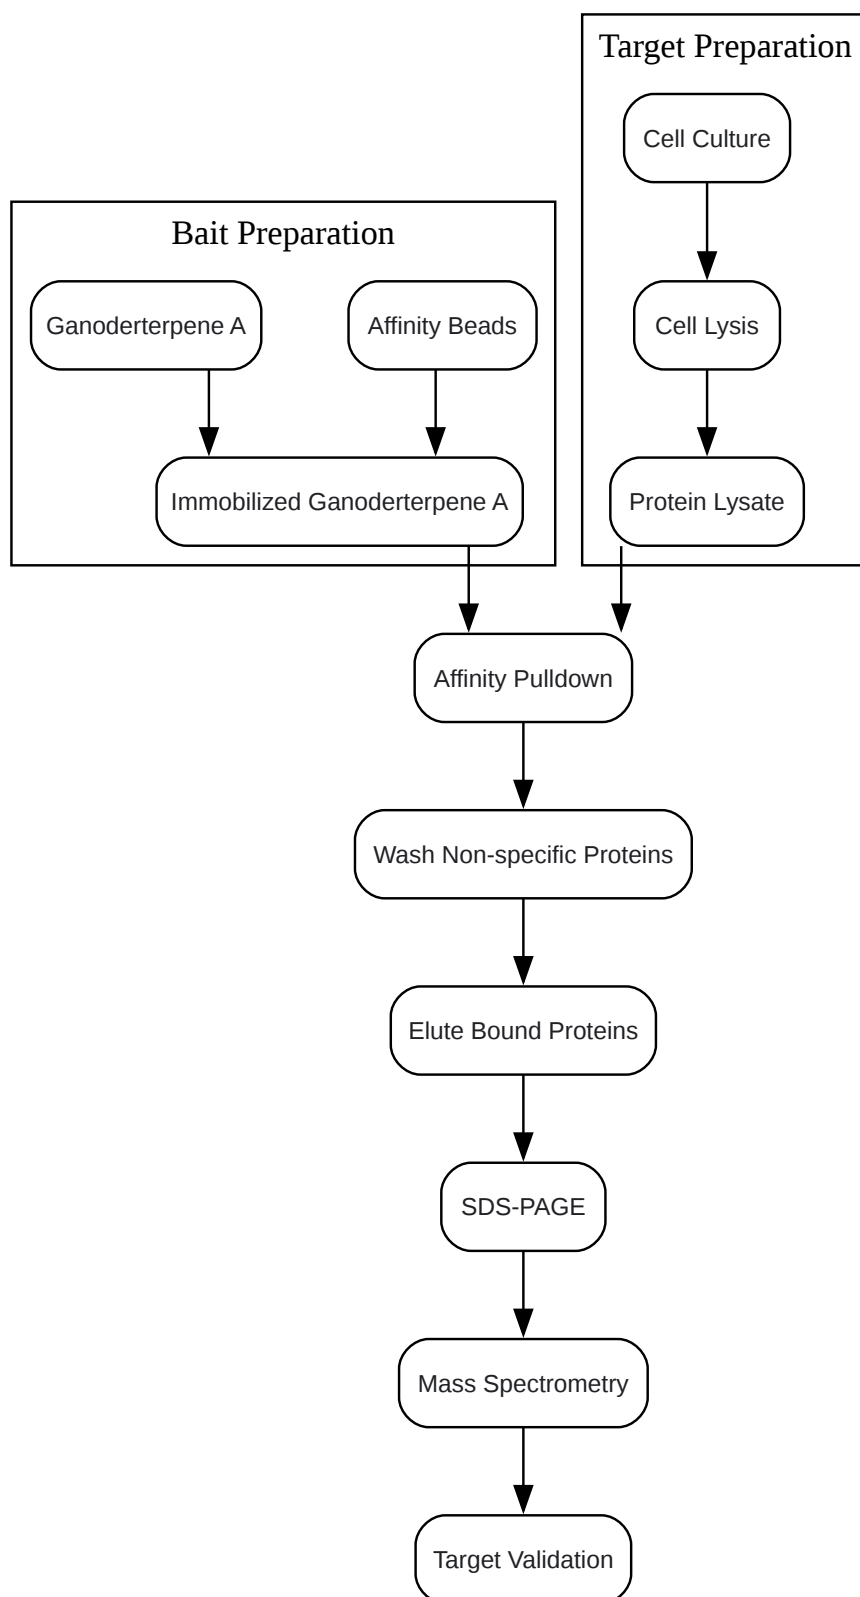 Target Preparation
Cell Culture
Bait Preparation
Ganoderterpene A
Affinity Beads
Cell Lysis
Immobilized Ganoderterpene A
Protein Lysate
Affinity Pulldown
Wash Non-specific Proteins
Elute Bound Proteins
SDS-PAGE
Mass Spectrometry
Target Validation